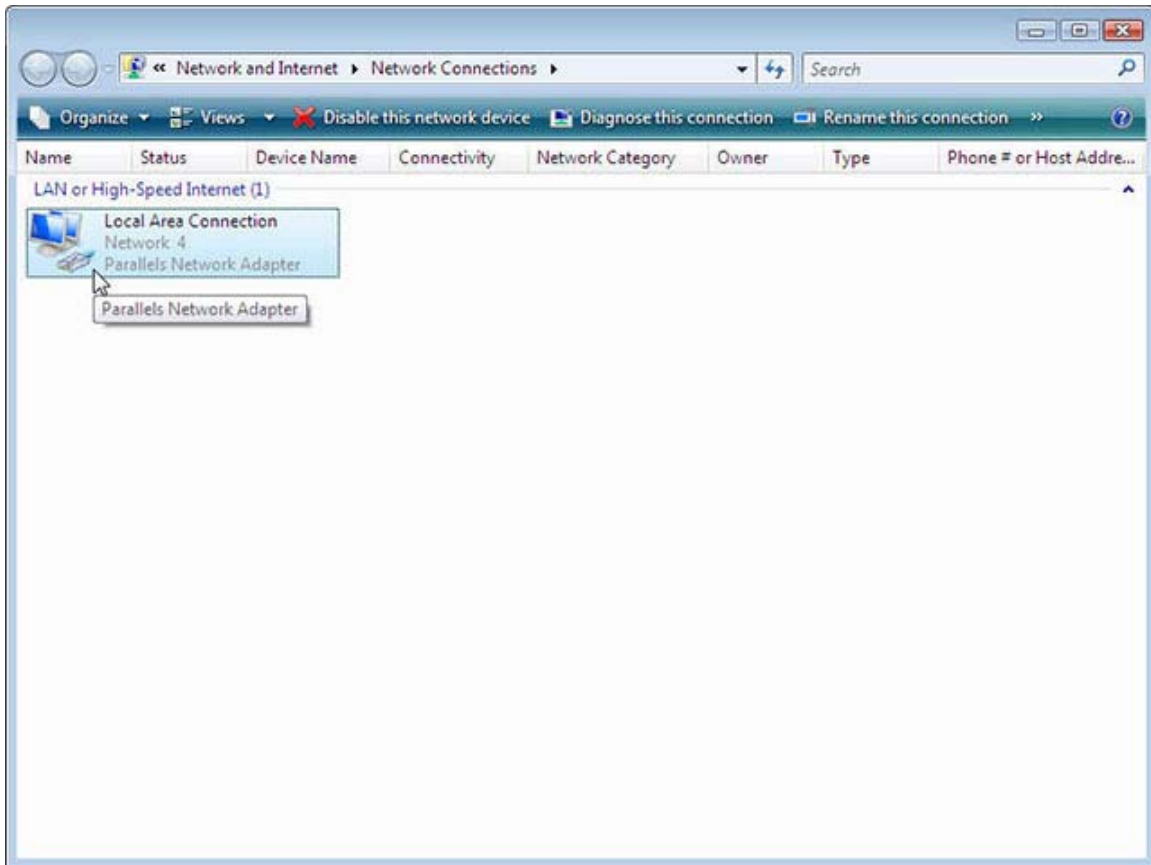 « Network and Internet ▸ Network Connections ▸ Search
Organize Views Disable this network device Diagnose this connection Rename this connection »
Name Status Device Name Connectivity Network Category Owner Type Phone # or Host Addre...
LAN or High-Speed Internet (1)
Local Area Connection
Network 4
Parallels Network Adapter
Parallels Network Adapter